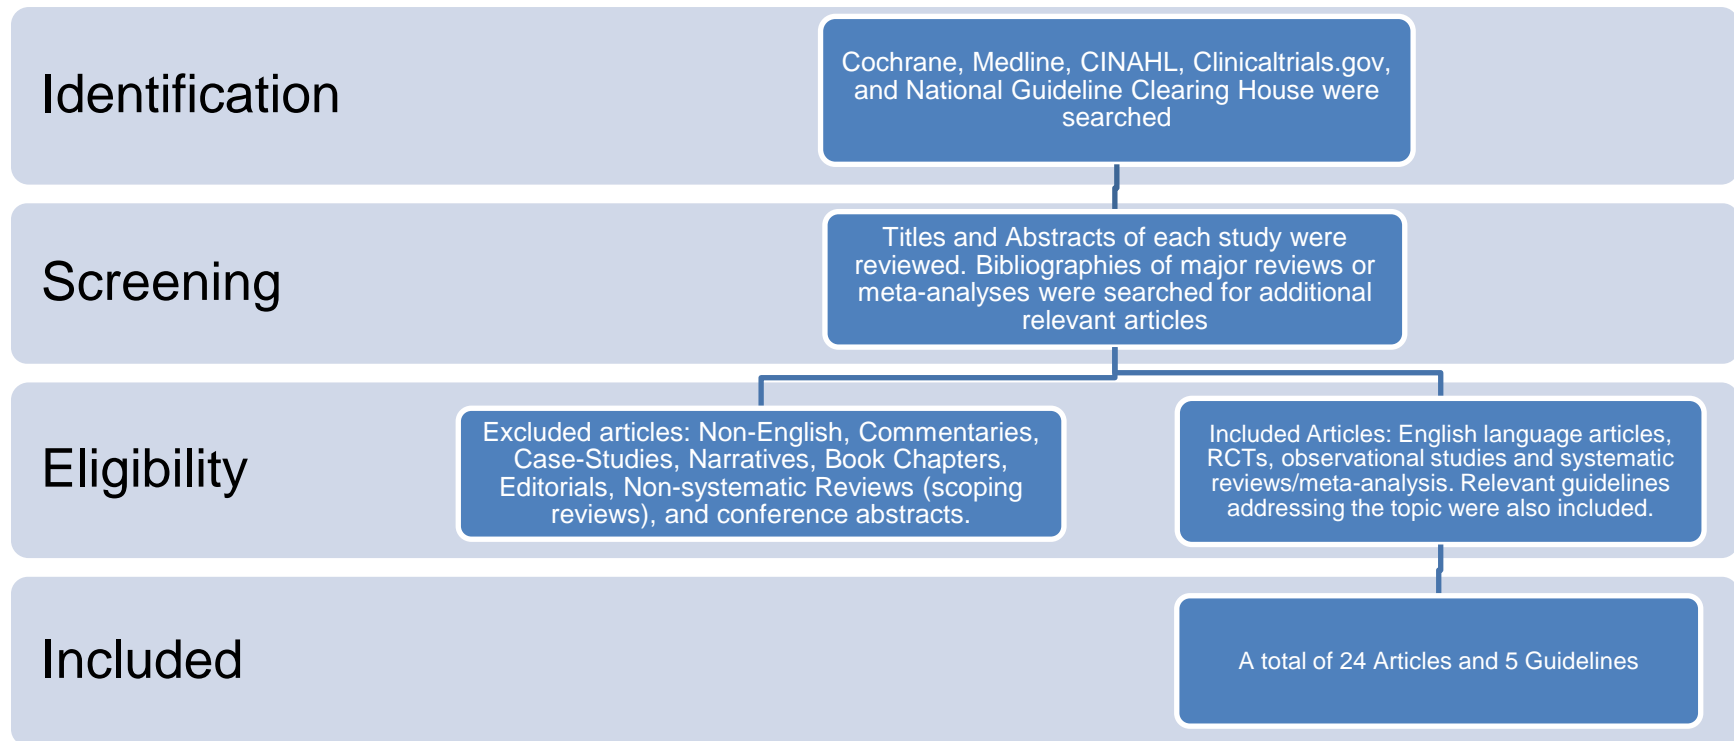 Identification
Cochrane, Medline, CINAHL, Clinicaltrials.gov,
and National Guideline Clearing House were
searched
Screening
Titles and Abstracts of each study were
reviewed. Bibliographies of major reviews or
meta-analyses were searched for additional
relevant articles
Eligibility
Excluded articles: Non-English, Commentaries,
Case-Studies, Narratives, Book Chapters,
Editorials, Non-systematic Reviews (scoping
reviews), and conference abstracts.
Included Articles: English language articles,
RCTs, observational studies and systematic
reviews/meta-analysis. Relevant guidelines
addressing the topic were also included.
Included
A total of 24 Articles and 5 Guidelines